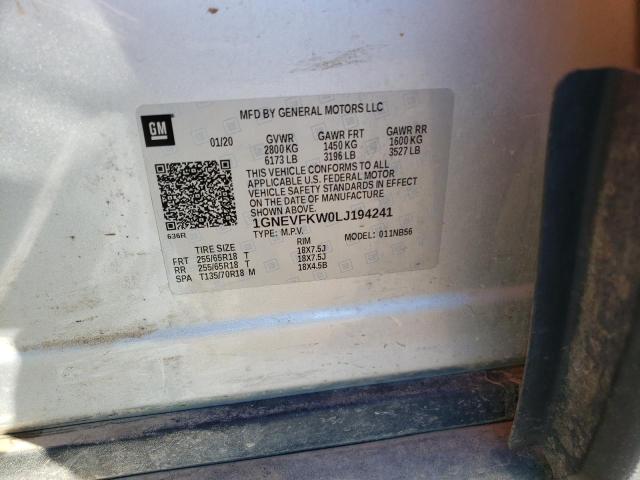 MFD BY GENERAL MOTORS LLC
GM
01/20 GVWR GAWR FRT GAWR RR
2800 KG 1450 KG 1600 KG
6173 LB 3196 LB 3527 LB
THIS VEHICLE CONFORMS TO ALL
APPLICABLE U.S. FEDERAL MOTOR
VEHICLE SAFETY STANDARDS IN EFFECT
ON THE DATE OF MANUFACTURE
SHOWN ABOVE.
1GNEVFKW0LJ194241
636R TYPE: M.P.V. MODEL: 011NB56
TIRE SIZE RIM
FRT 255/65R18 T 18X7.5J
RR 255/65R18 T 18X7.5J
SPA T135/70R18 M 18X4.5B